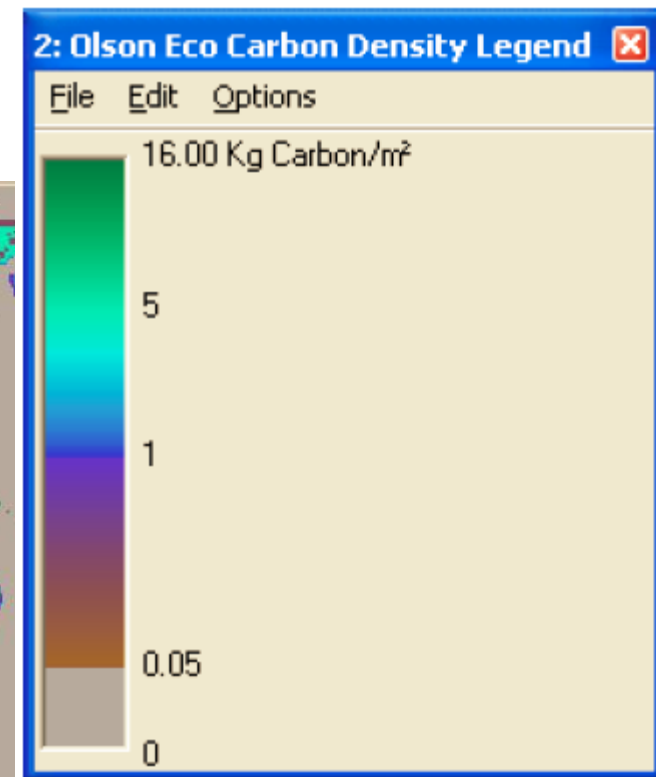 2: Olson Eco Carbon Density Legend
File Edit Options
16.00 Kg Carbon/m²
5
1
0.05
0